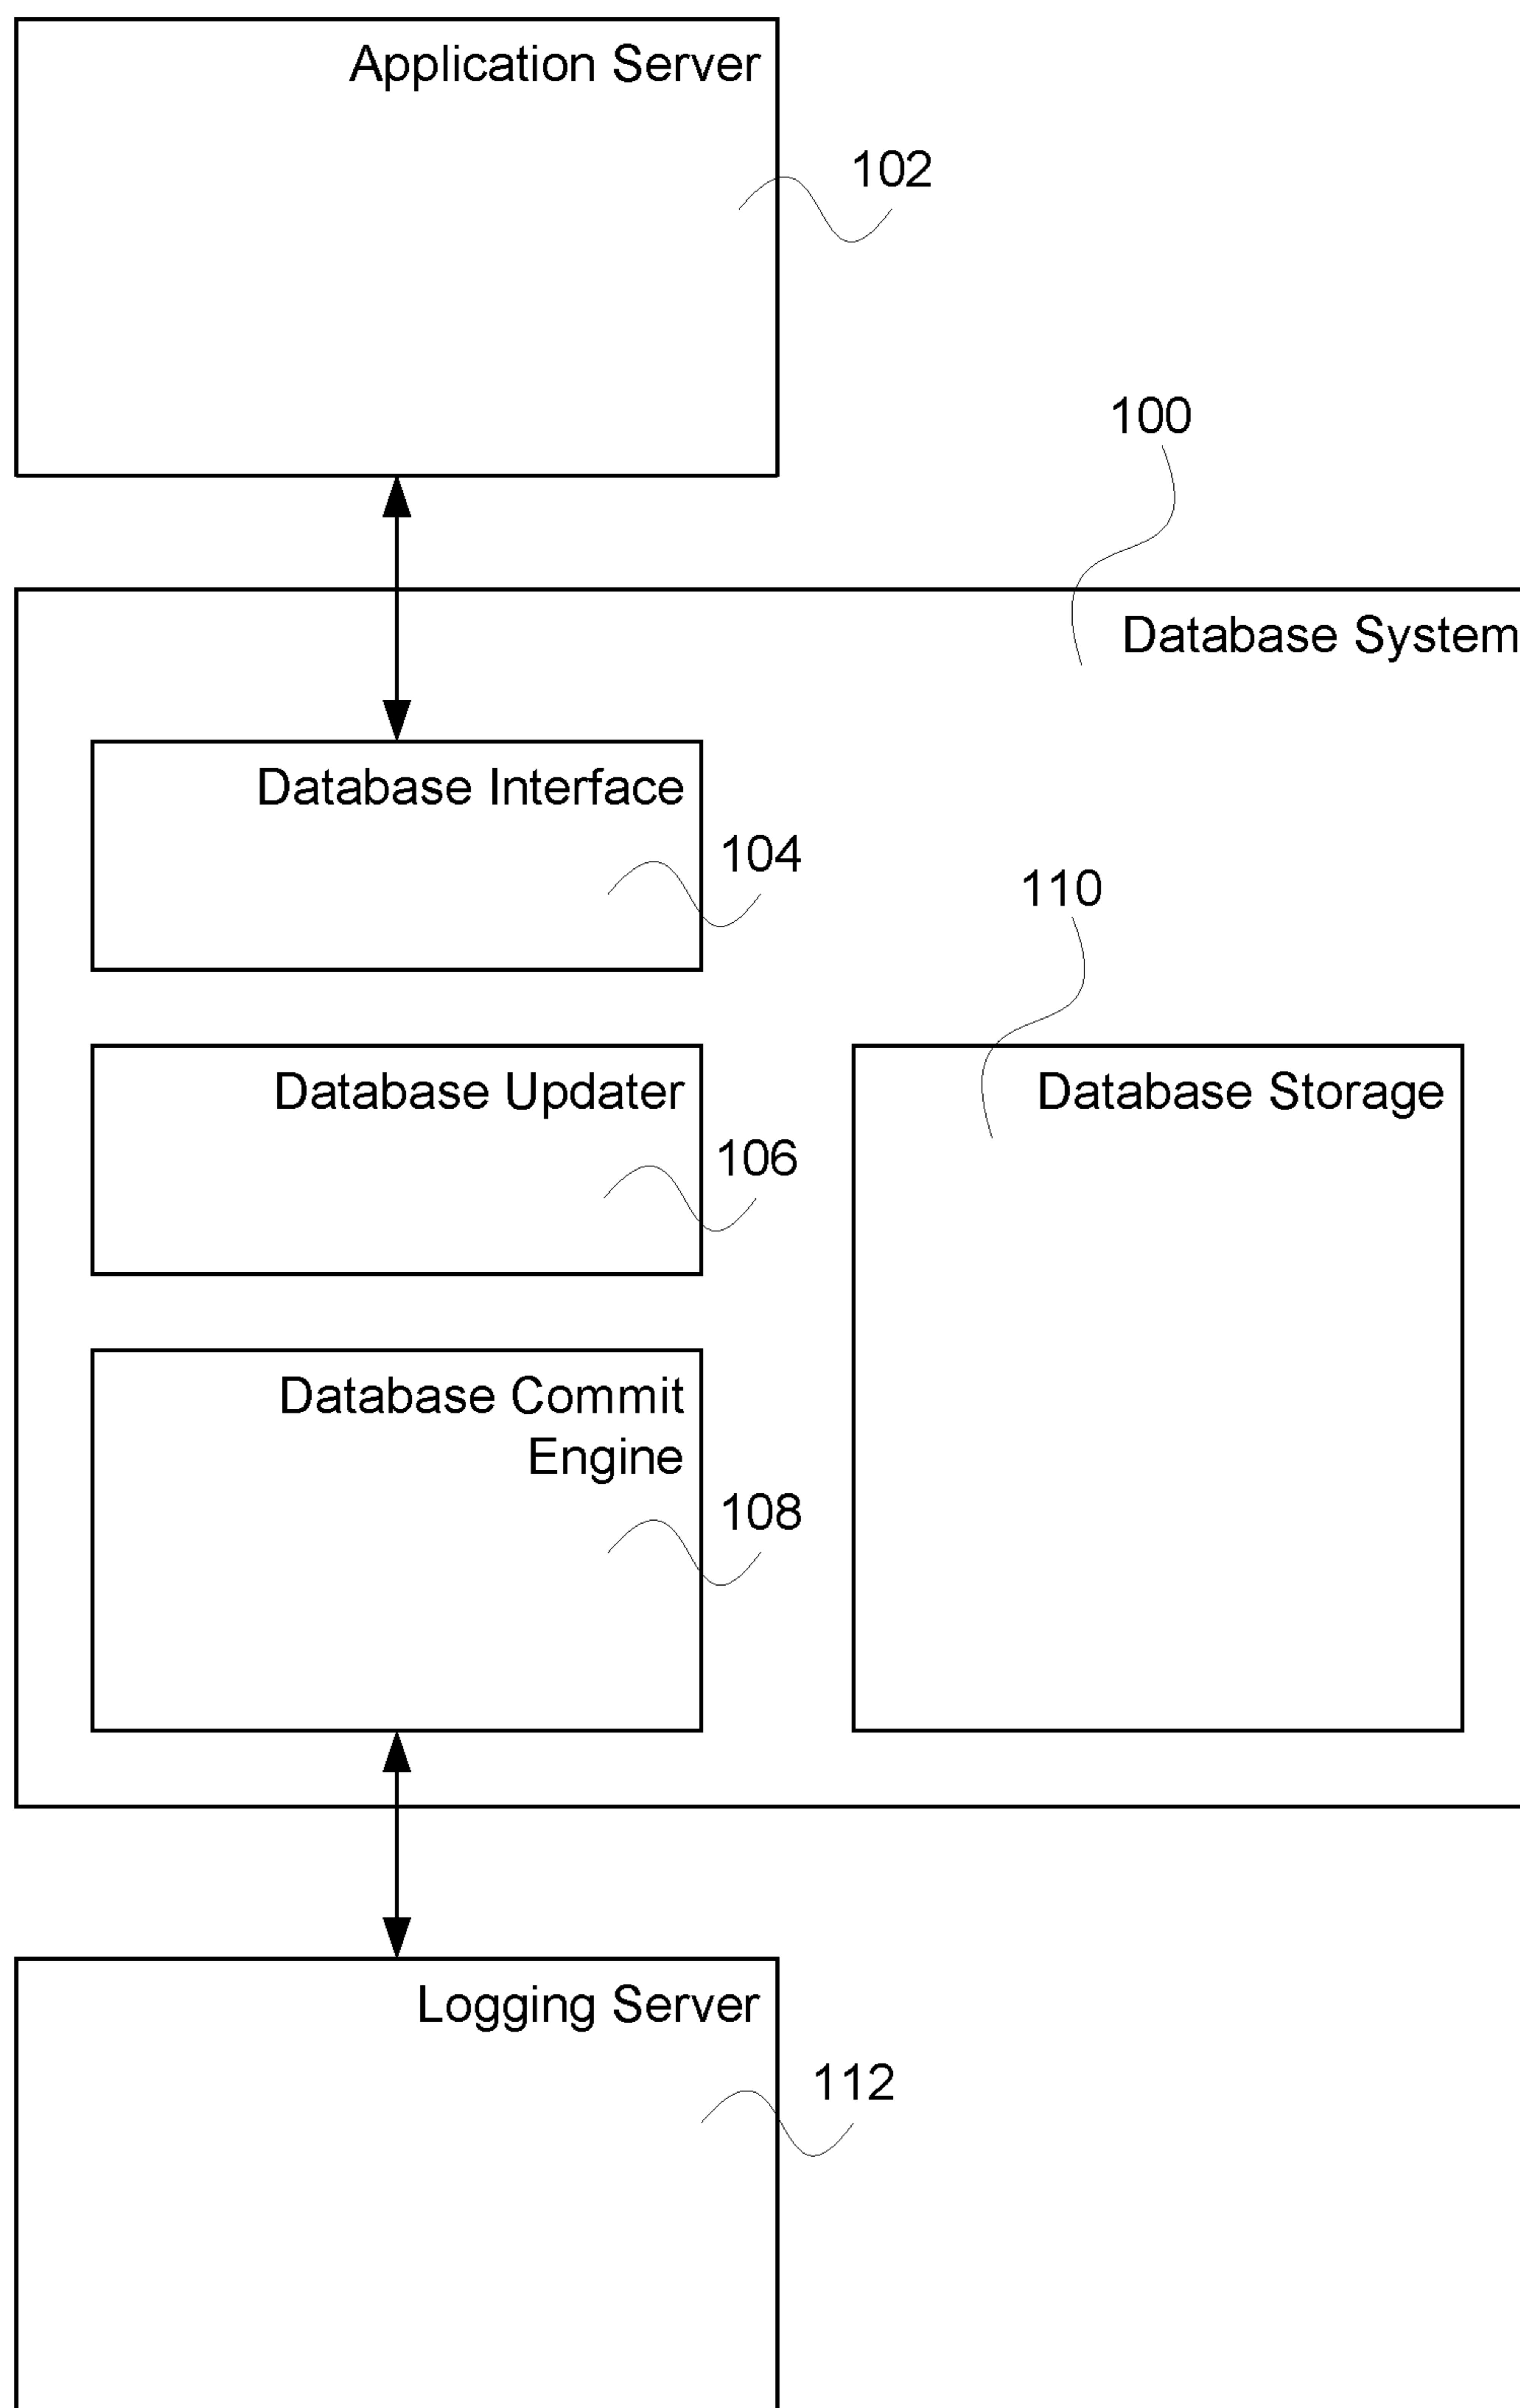 Application Server
102
100
Database System
Database Interface
104
110
Database Updater
Database Storage
106
Database Commit
Engine
108
Logging Server
112